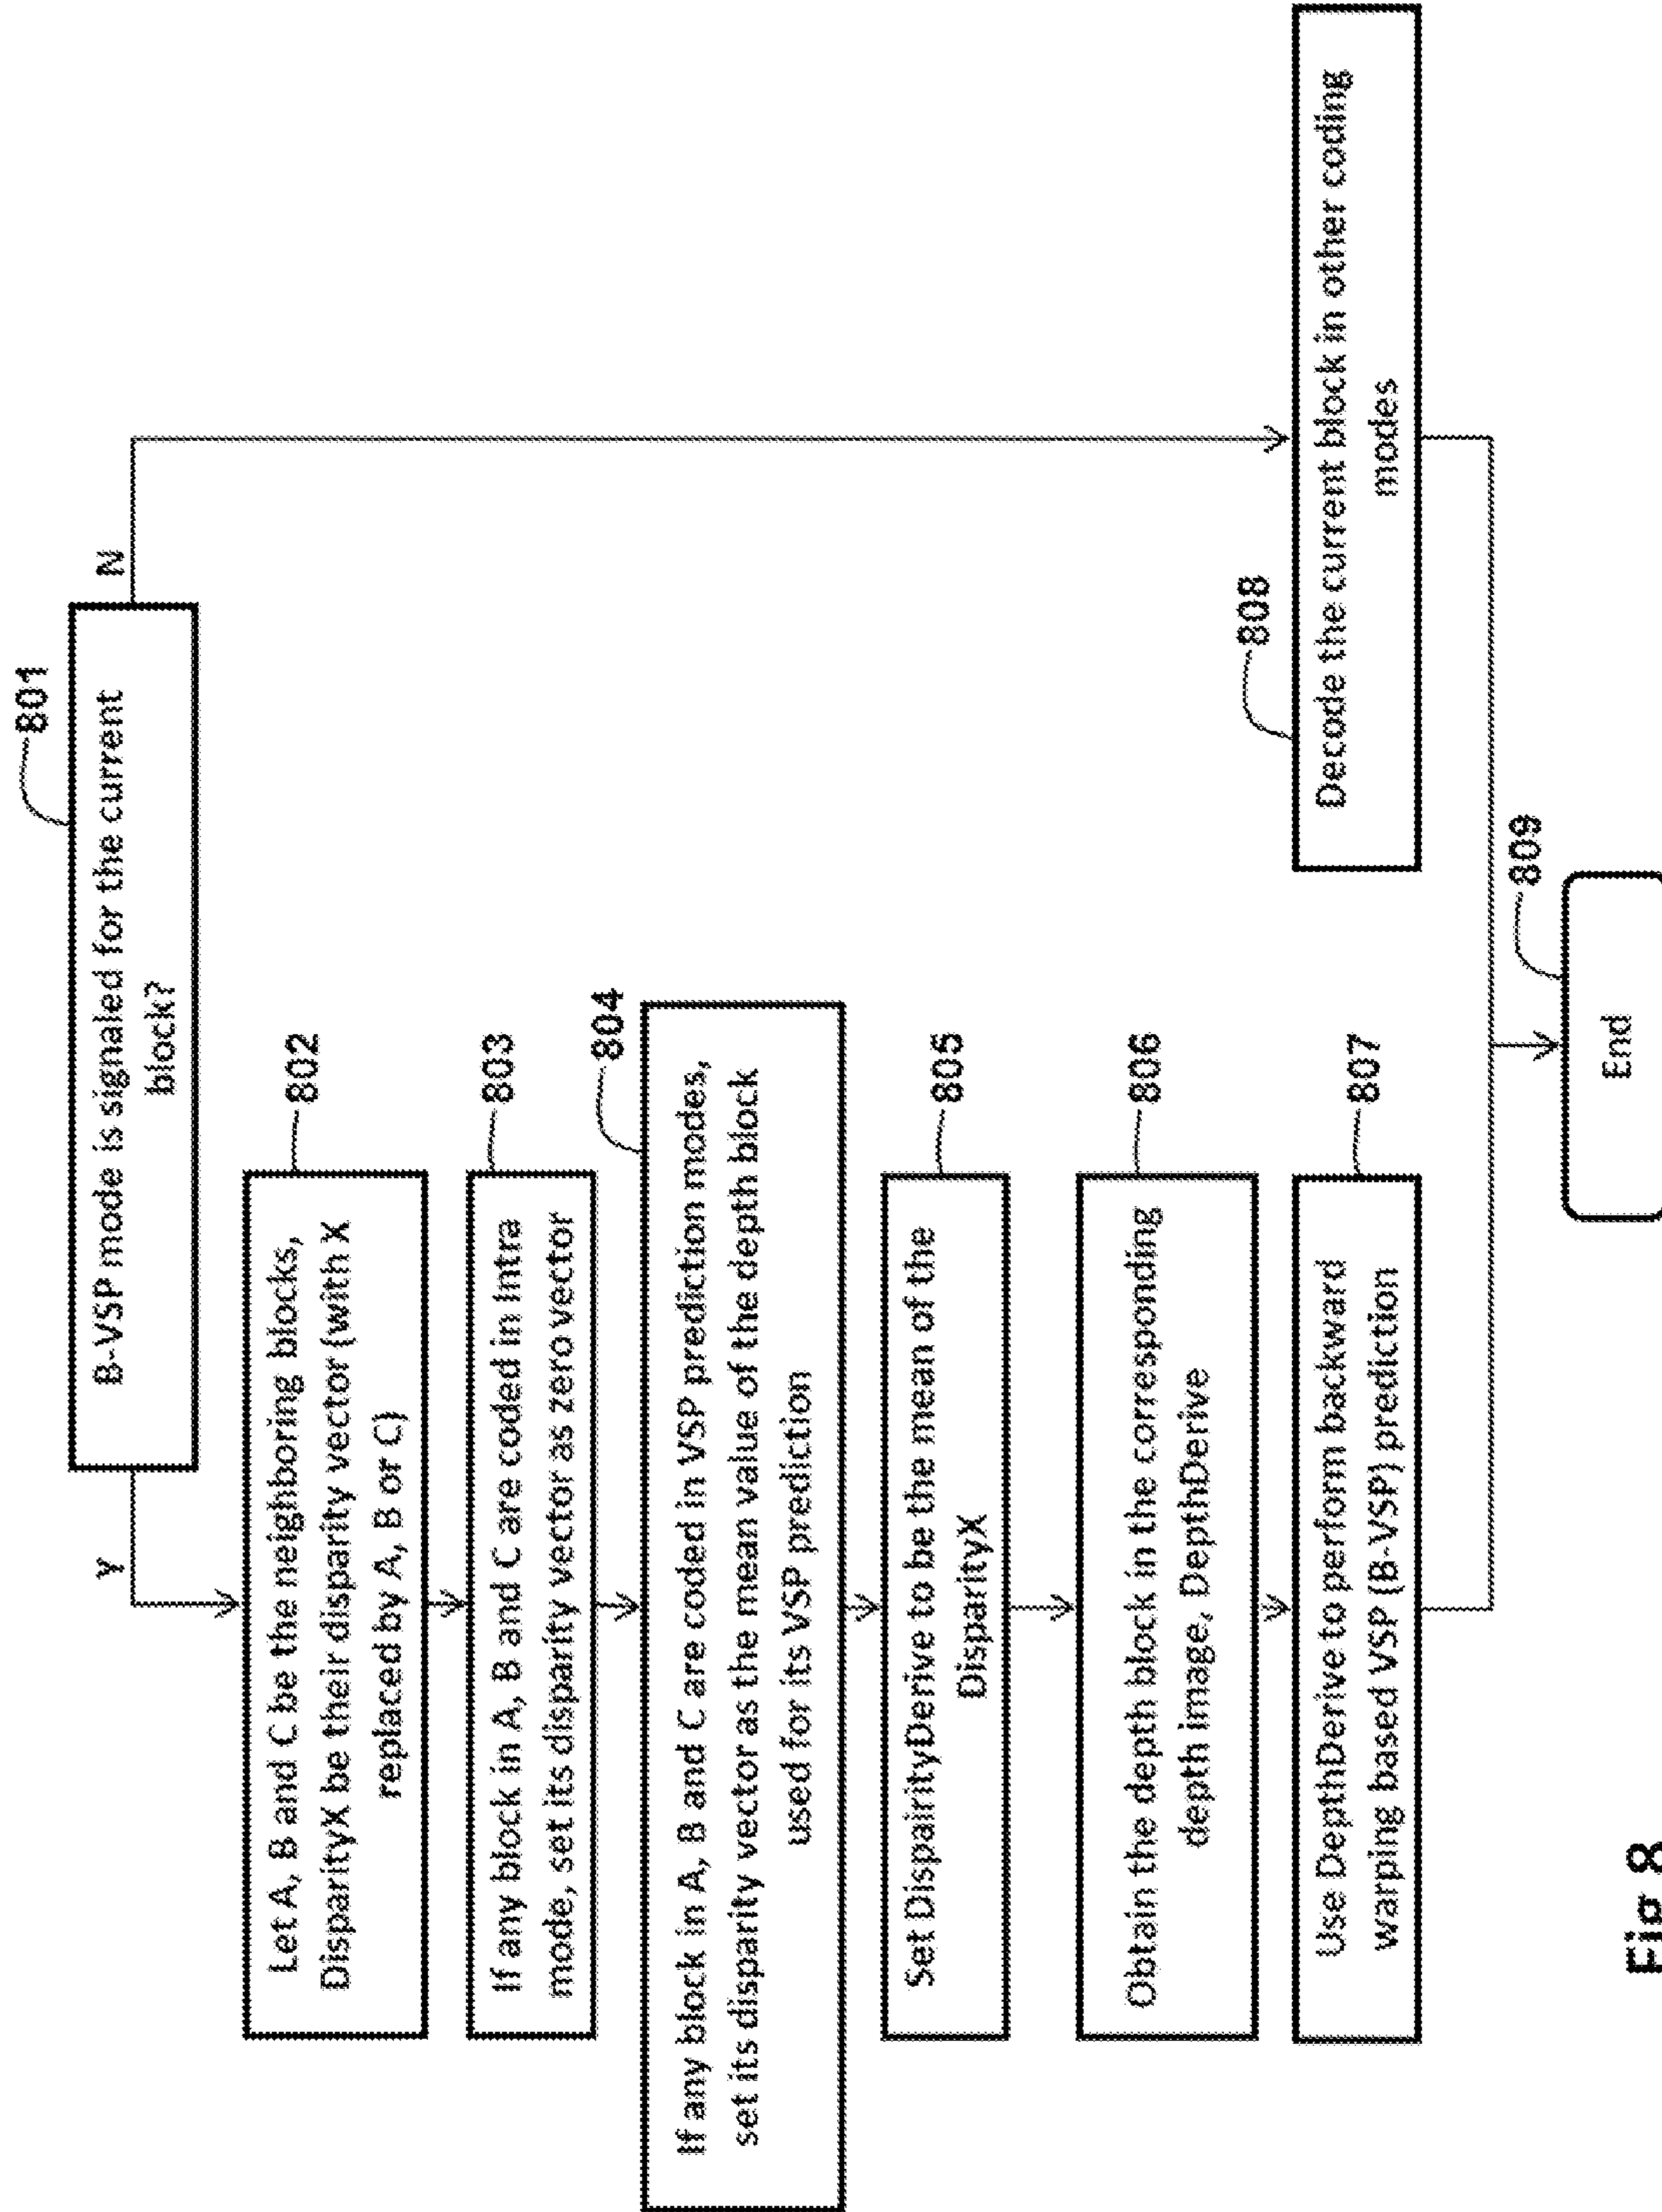 801
B-VSP mode is signaled for the current
block?
Y
N
802
Let A, B and C be the neighboring blocks,
DisparityX be their disparity vector (with X
replaced by A, B or C)
803
If any block in A, B and C are coded in Intra
mode, set its disparity vector as zero vector
804
If any block in A, B and C are coded in VSP prediction modes,
set its disparity vector as the mean value of the depth block
used for its VSP prediction
805
Set DispairityDerive to be the mean of the
DisparityX
806
Obtain the depth block in the corresponding
depth image, DepthDerive
807
Use DepthDerive to perform backward
warping based VSP (B-VSP) prediction
808
Decode the current block in other coding
modes
809
End
Fig 8